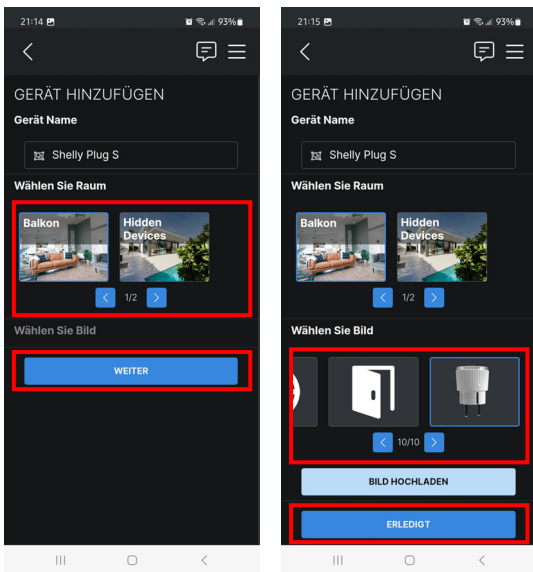 21:14
93%
GERÄT HINZUFÜGEN
Gerät Name
Shelly Plug S
Wählen Sie Raum
Balkon
Hidden
Devices
1/2
Wählen Sie Bild
WEITER
21:15
93%
GERÄT HINZUFÜGEN
Gerät Name
Shelly Plug S
Wählen Sie Raum
Balkon
Hidden
Devices
1/2
Wählen Sie Bild
10/10
BILD HOCHLADEN
ERLEDIGT